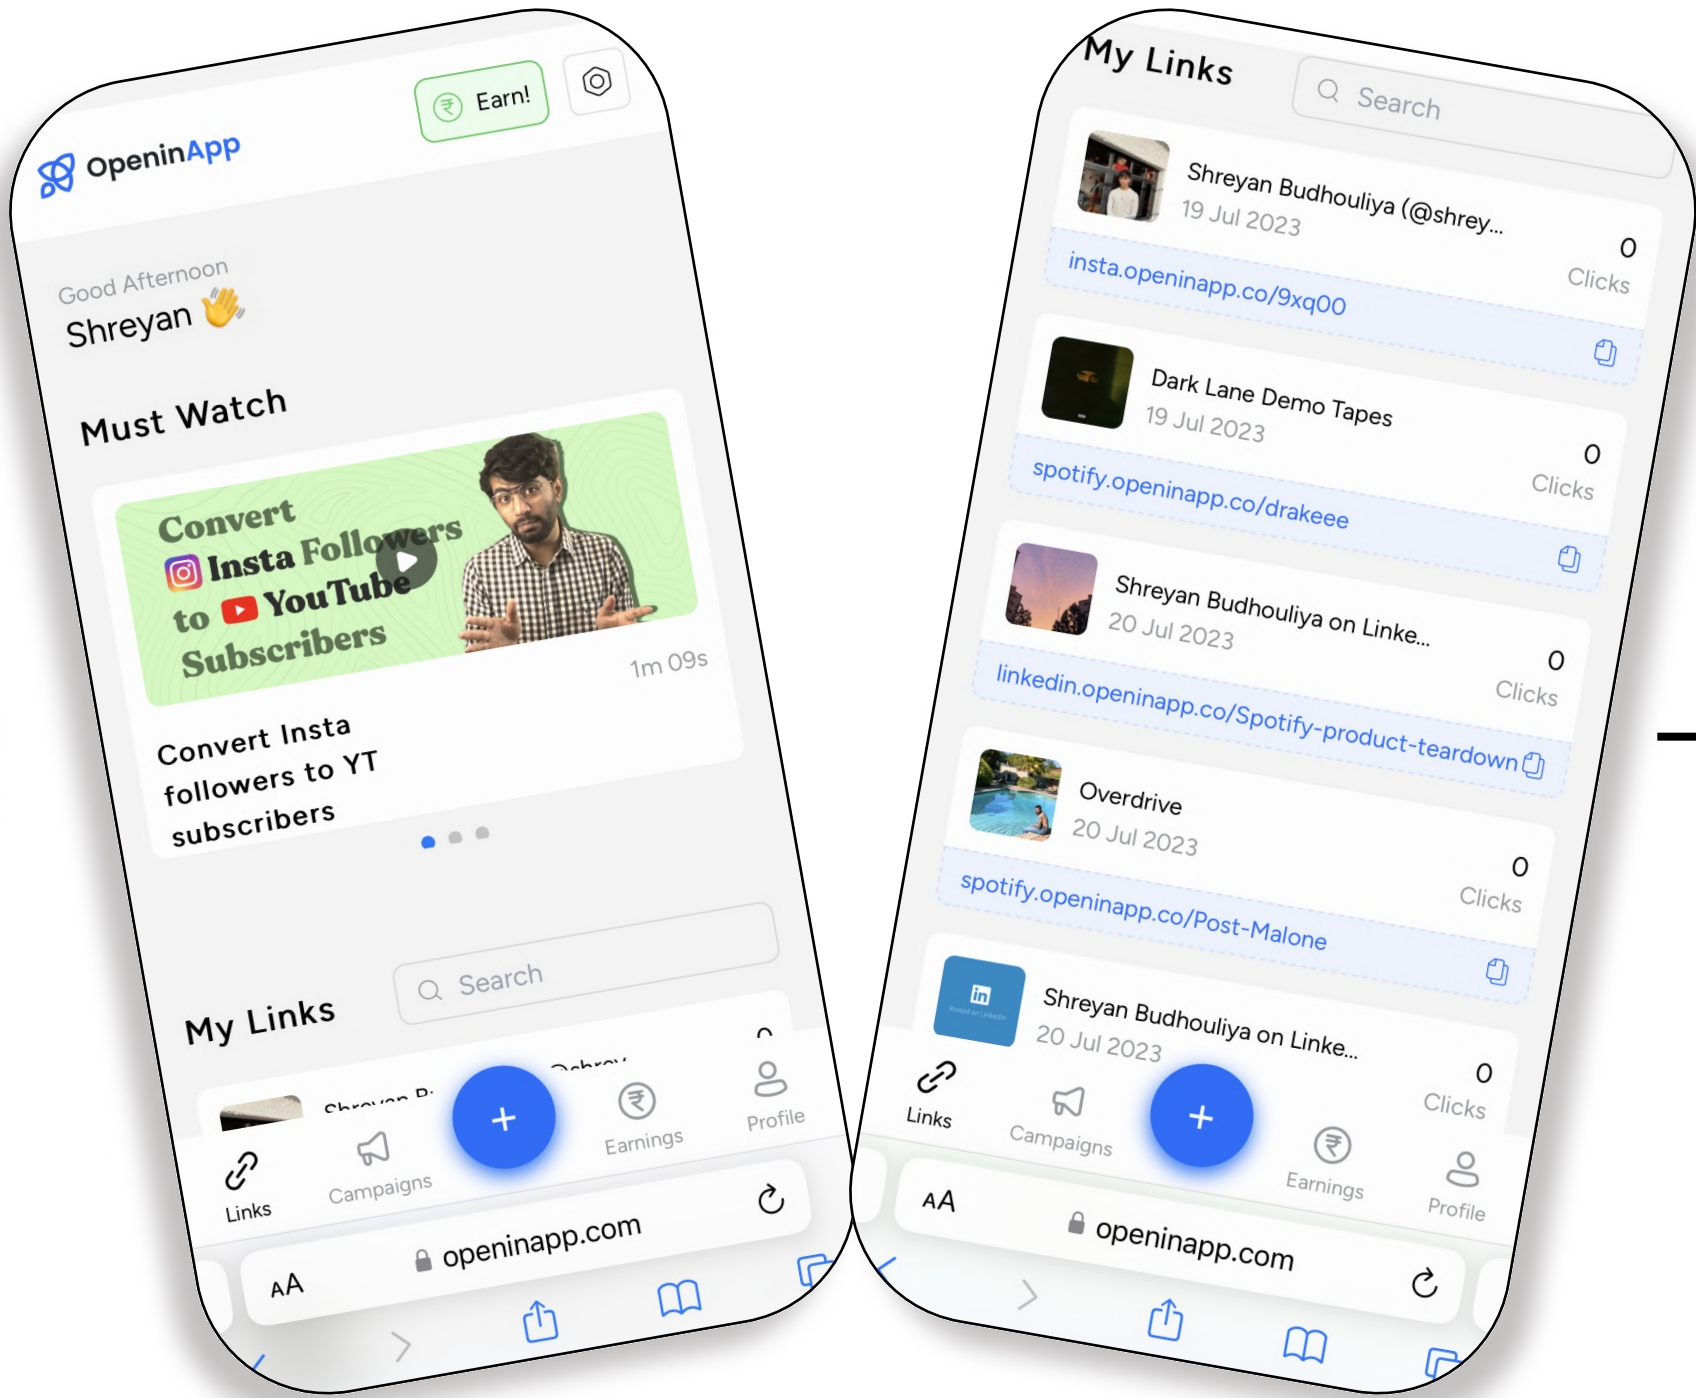 OpeninApp
Earn!
Good Afternoon
Shreyan 👋
Must Watch
Convert
Insta Followers
to YouTube
Subscribers
1m 09s
Convert Insta
followers to YT
subscribers
My Links
Search
Links
Campaigns
+
Earnings
Profile
AA
openinapp.com
My Links
Search
Shreyan Budhouliya (@shrey...
19 Jul 2023
0
Clicks
insta.openinapp.co/9xq00
Dark Lane Demo Tapes
19 Jul 2023
0
Clicks
spotify.openinapp.co/drakeee
Shreyan Budhouliya on Linke...
20 Jul 2023
0
Clicks
linkedin.openinapp.co/Spotify-product-teardown
Overdrive
20 Jul 2023
0
Clicks
spotify.openinapp.co/Post-Malone
in
Posted on LinkedIn
Shreyan Budhouliya on Linke...
20 Jul 2023
0
Clicks
Links
Campaigns
+
Earnings
Profile
AA
openinapp.com